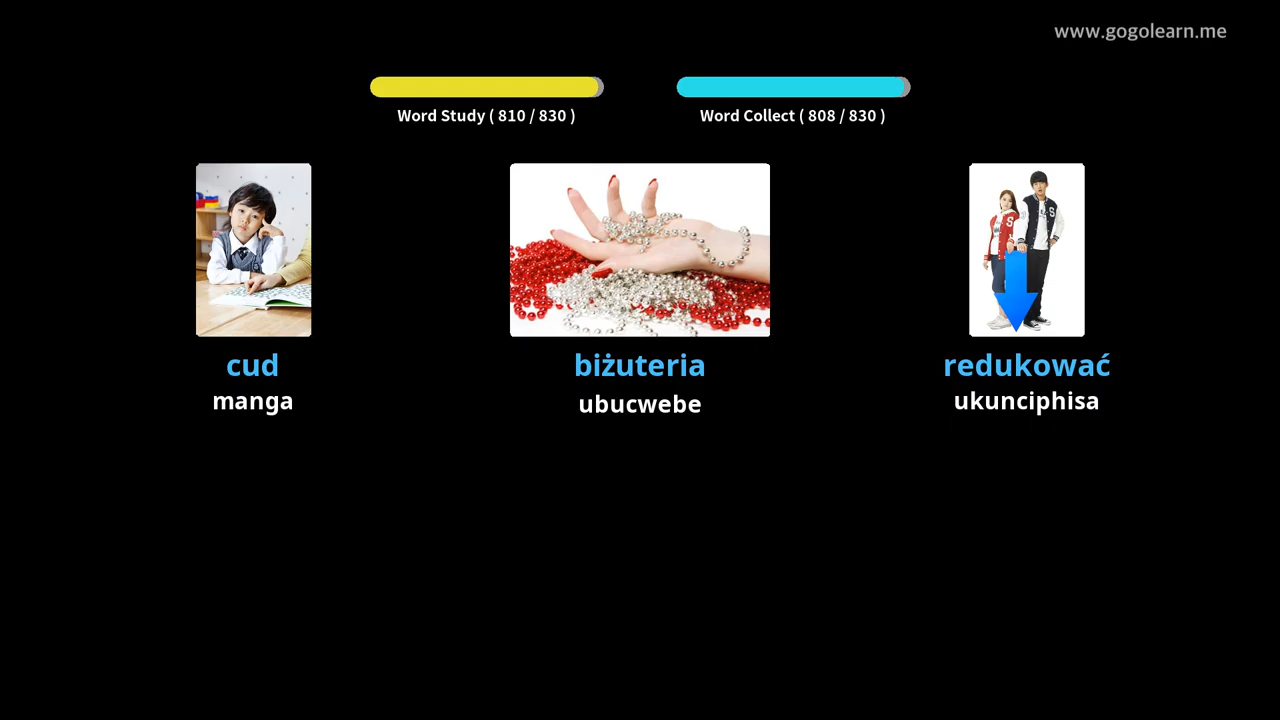 www.gogolearn.me
Word Study ( 810 / 830 )
Word Collect ( 808 / 830 )
cud
biżuteria
redukować
manga
ubucwebe
ukunciphisa